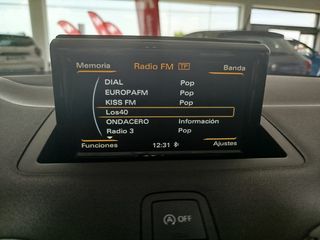 Memoria Radio FM TP Banda
DIAL Pop
EUROPAFM Pop
KISS FM Pop
Los40
ONDACERO Información
Radio 3 Pop
Funciones 12:31 Ajustes
A OFF